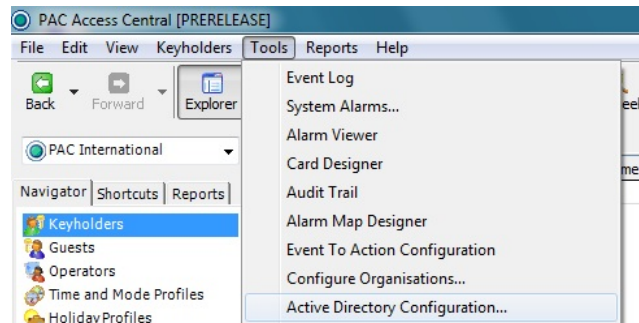 PAC Access Central [PRERELEASE]
File Edit View Keyholders Tools Reports Help
Back Forward Explorer
PAC International
Navigator Shortcuts Reports
Keyholders
Guests
Operators
Time and Mode Profiles
Holiday Profiles
Event Log
System Alarms...
Alarm Viewer
Card Designer
Audit Trail
Alarm Map Designer
Event To Action Configuration
Configure Organisations...
Active Directory Configuration...